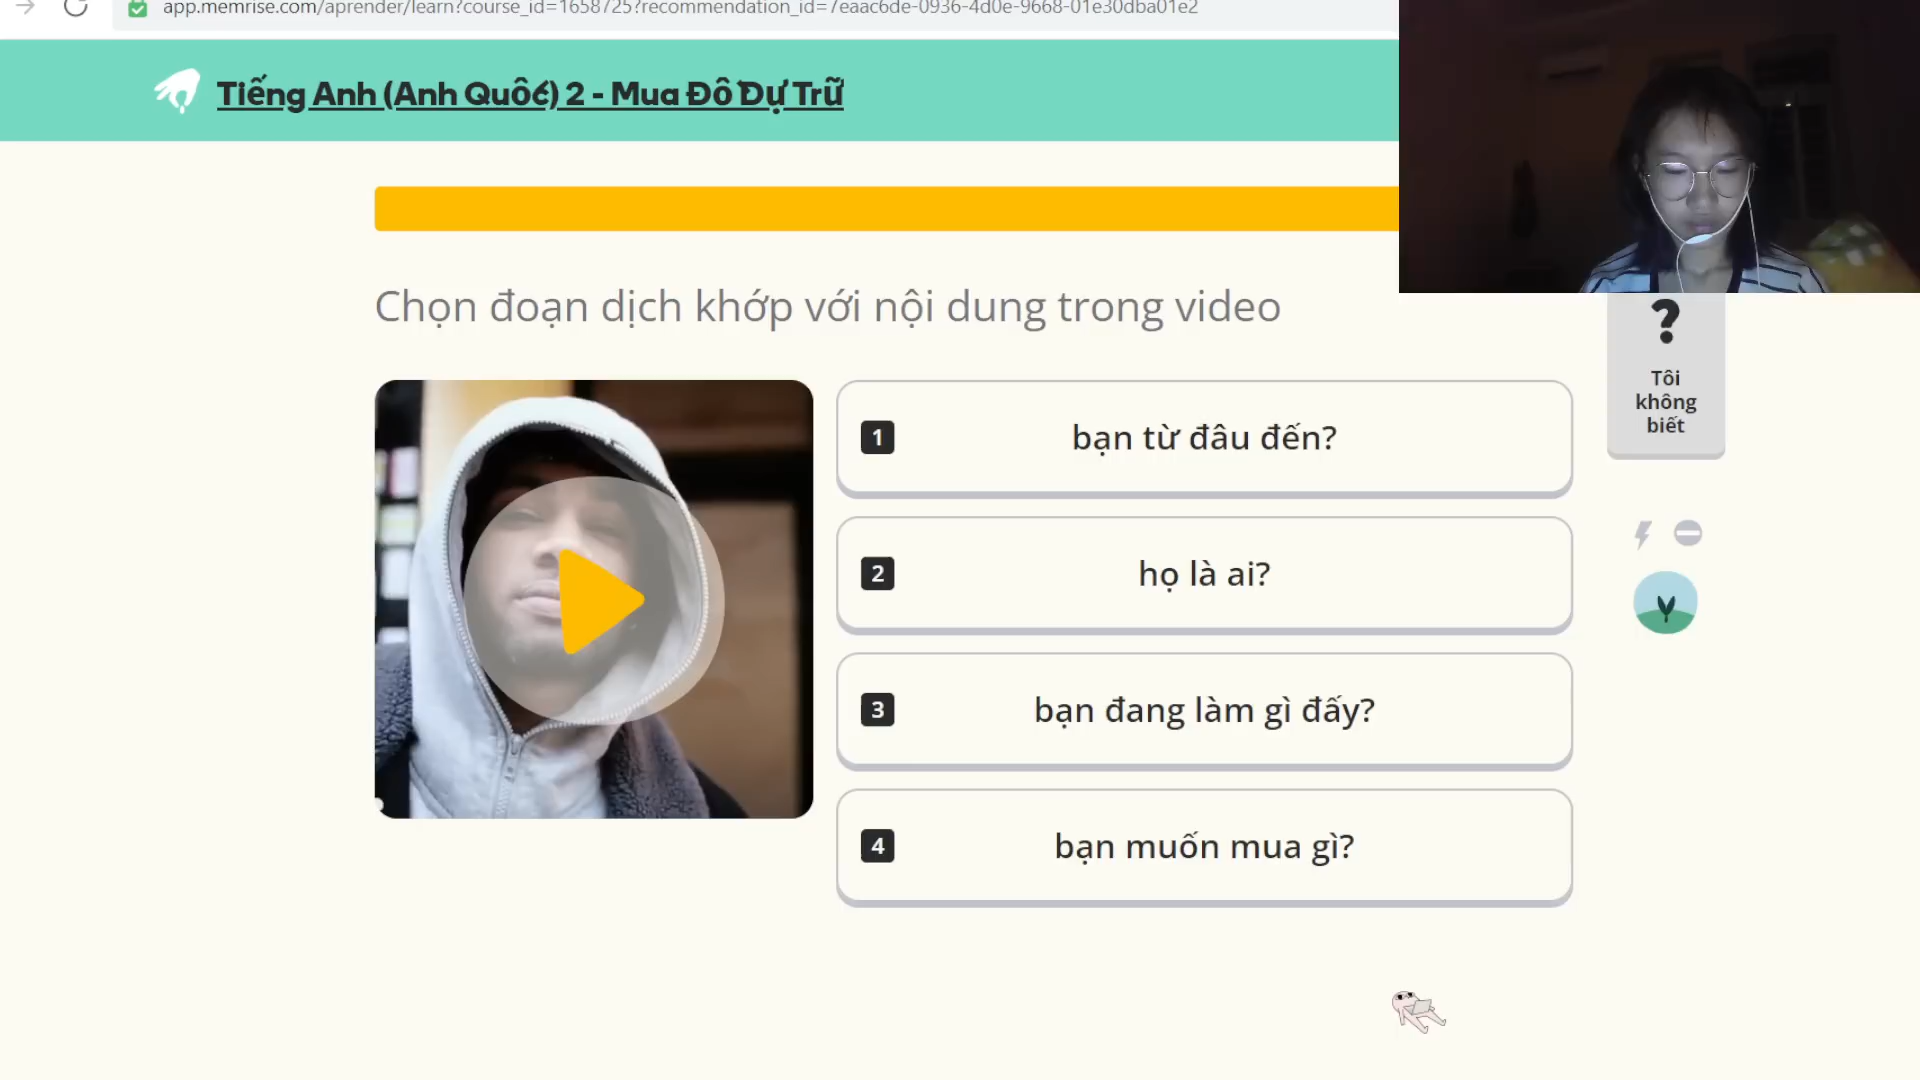 app.memrise.com/aprender/learn?course_id=1658725?recommendation_id=7eaac6de-0936-4d0e-9668-01e30dba01e2
Tiếng Anh (Anh Quốc) 2 - Mua Đồ Dự Trữ
Chọn đoạn dịch khớp với nội dung trong video
1 bạn từ đâu đến?
2 họ là ai?
3 bạn đang làm gì đấy?
4 bạn muốn mua gì?
?
Tôi
không
biết